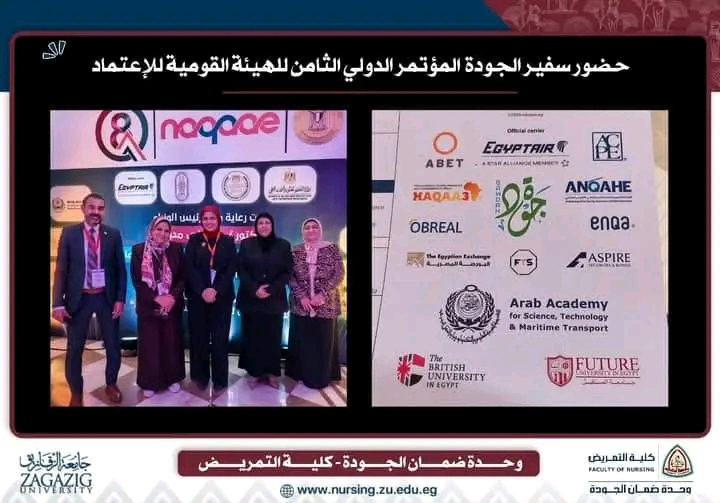 حضور سفير الجودة المؤتمر الدولي الثامن للهيئة القومية للإعتماد
naqaae
EGYPTAIR
Official carrier
ABET
EGYPTAIR
A STAR ALLIANCE MEMBER
ACPE
HAQAA3
جودة
ANQAHE
OBREAL
enqa
The Egyptian Exchange
البورصة المصرية
FTS
ASPIRE
Arab Academy
for Science, Technology
& Maritime Transport
The
BRITISH
UNIVERSITY
IN EGYPT
FUTURE
UNIVERSITY IN EGYPT
جامعة المستقبل
جامعة الزقازيق
ZAGAZIG
UNIVERSITY
وحدة ضمان الجودة - كلية التمريض
www.nursing.zu.edu.eg
كلية التمريض
FACULTY OF NURSING
وحدة ضمان الجودة